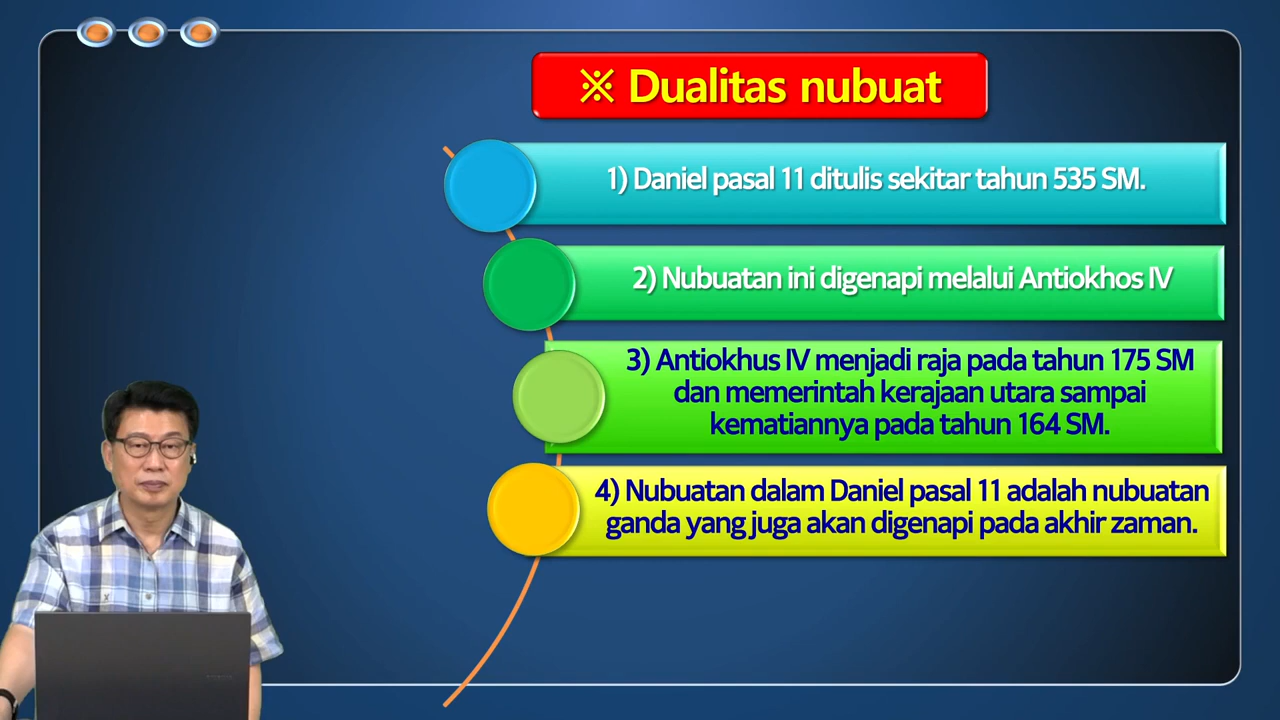 ※ Dualitas nubuat
1) Daniel pasal 11 ditulis sekitar tahun 535 SM.
2) Nubuatan ini digenapi melalui Antiokhos IV
3) Antiokhus IV menjadi raja pada tahun 175 SM
dan memerintah kerajaan utara sampai
kematiannya pada tahun 164 SM.
4) Nubuatan dalam Daniel pasal 11 adalah nubuatan
ganda yang juga akan digenapi pada akhir zaman.